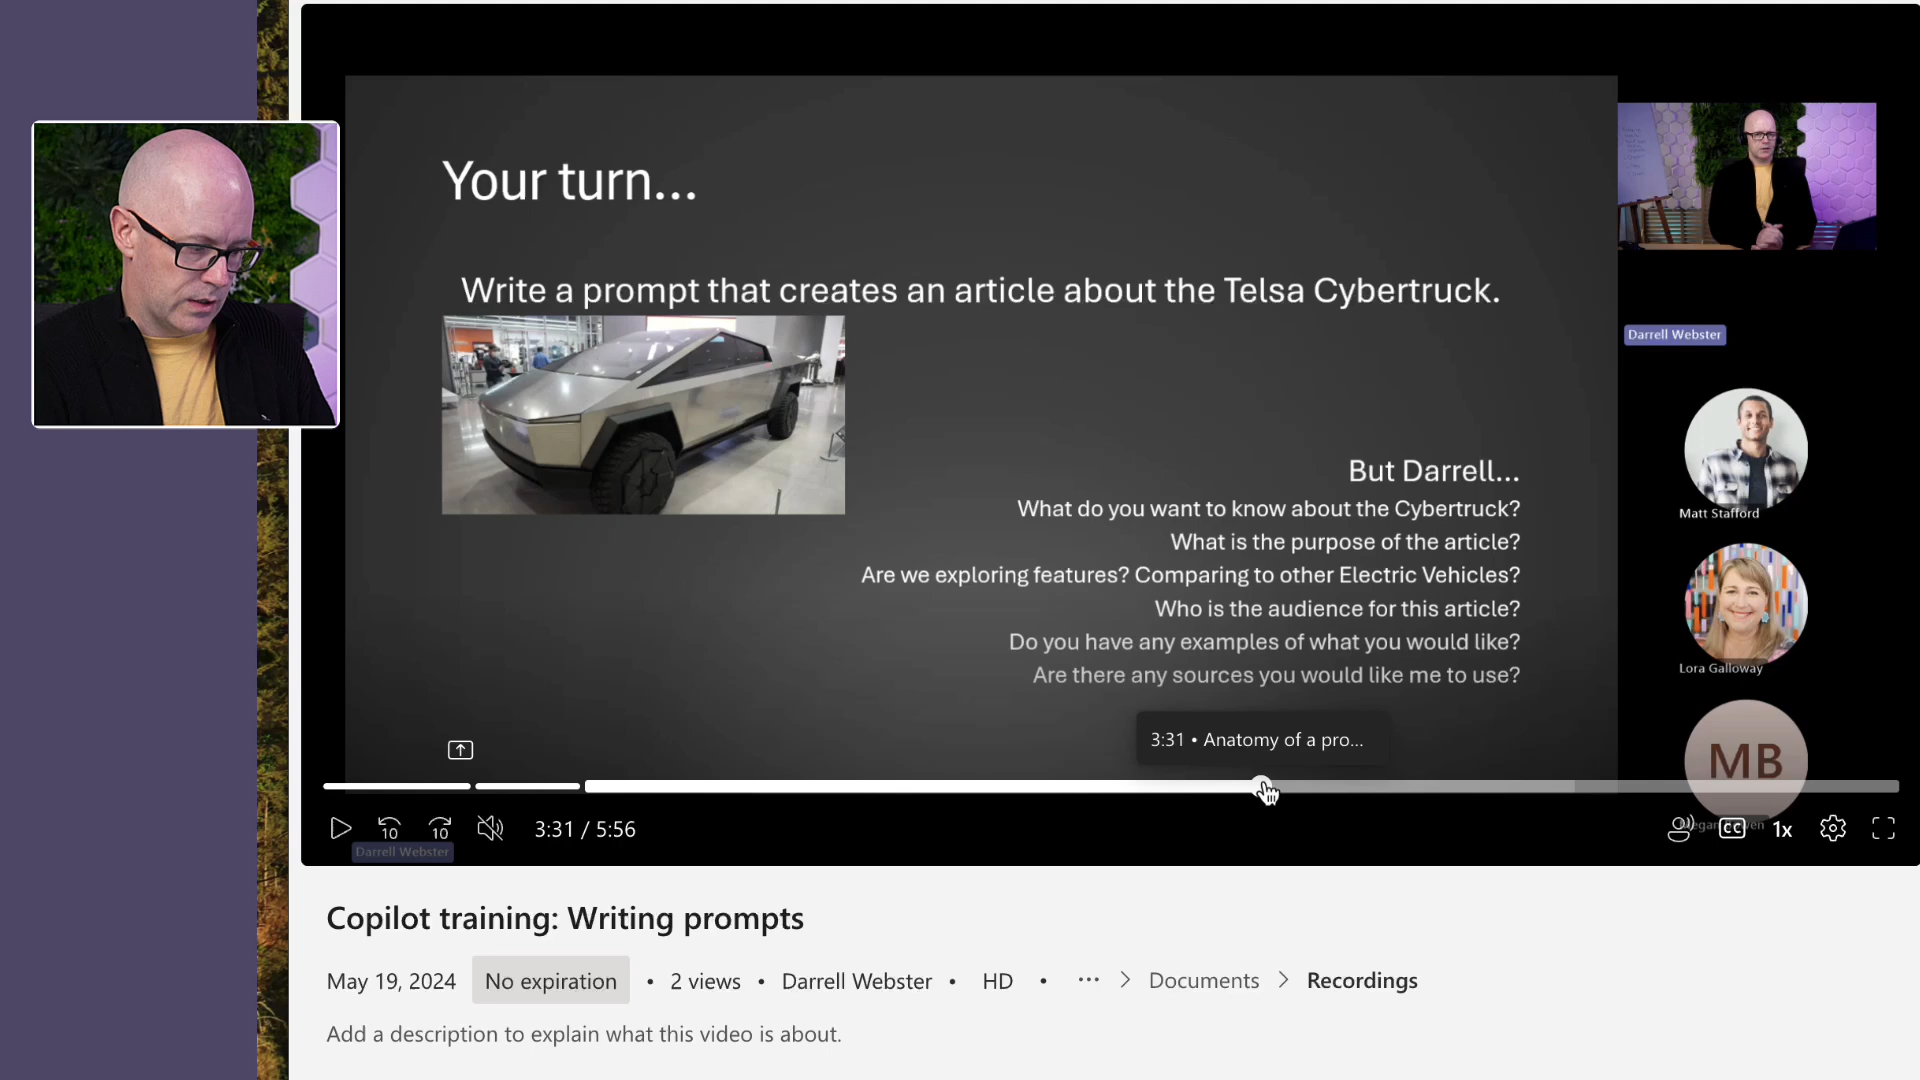 Your turn...
Write a prompt that creates an article about the Telsa Cybertruck.
But Darrell...
What do you want to know about the Cybertruck?
What is the purpose of the article?
Are we exploring features? Comparing to other Electric Vehicles?
Who is the audience for this article?
Do you have any examples of what you would like?
Are there any sources you would like me to use?
Darrell Webster
Matt Stafford
Lora Galloway
MB
3:31 • Anatomy of a pro...
10
10
3:31 / 5:56
CC
1x
Darrell Webster
Copilot training: Writing prompts
May 19, 2024 No expiration • 2 views • Darrell Webster • HD • ... > Documents > Recordings
Add a description to explain what this video is about.